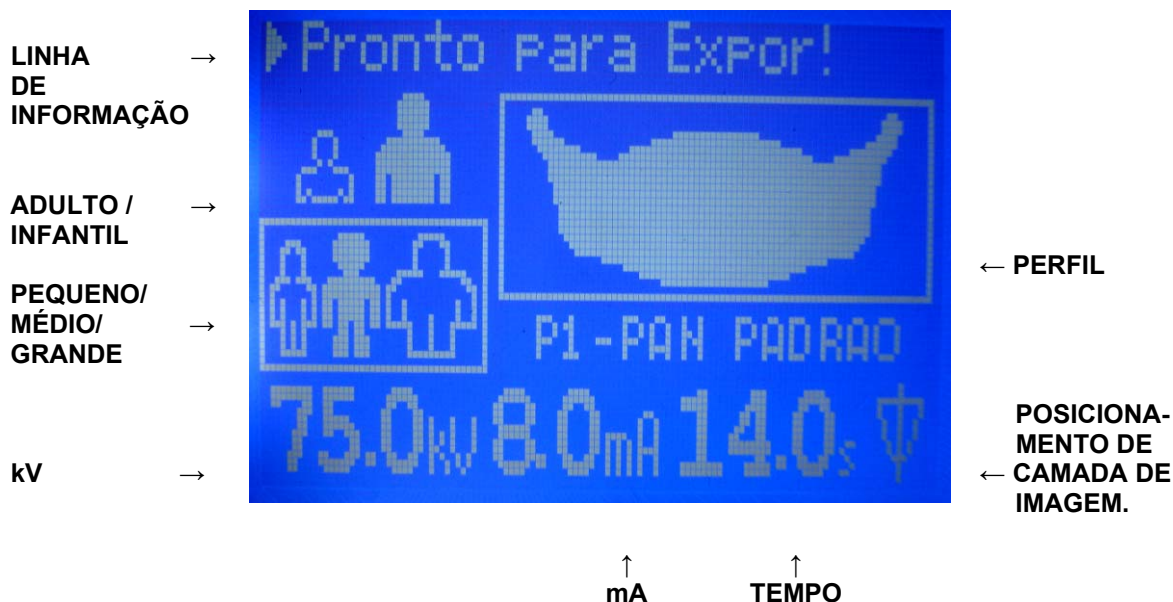 Pronto para Expor!
LINHA →
DE
INFORMAÇÃO
ADULTO / →
INFANTIL
← PERFIL
PEQUENO/
MÉDIO/ →
GRANDE
P1-PAN PADRAO
75.0kV 8.0mA 14.0s
POSICIONA-
MENTO DE
kV → ← CAMADA DE
IMAGEM.
↑ ↑
mA TEMPO